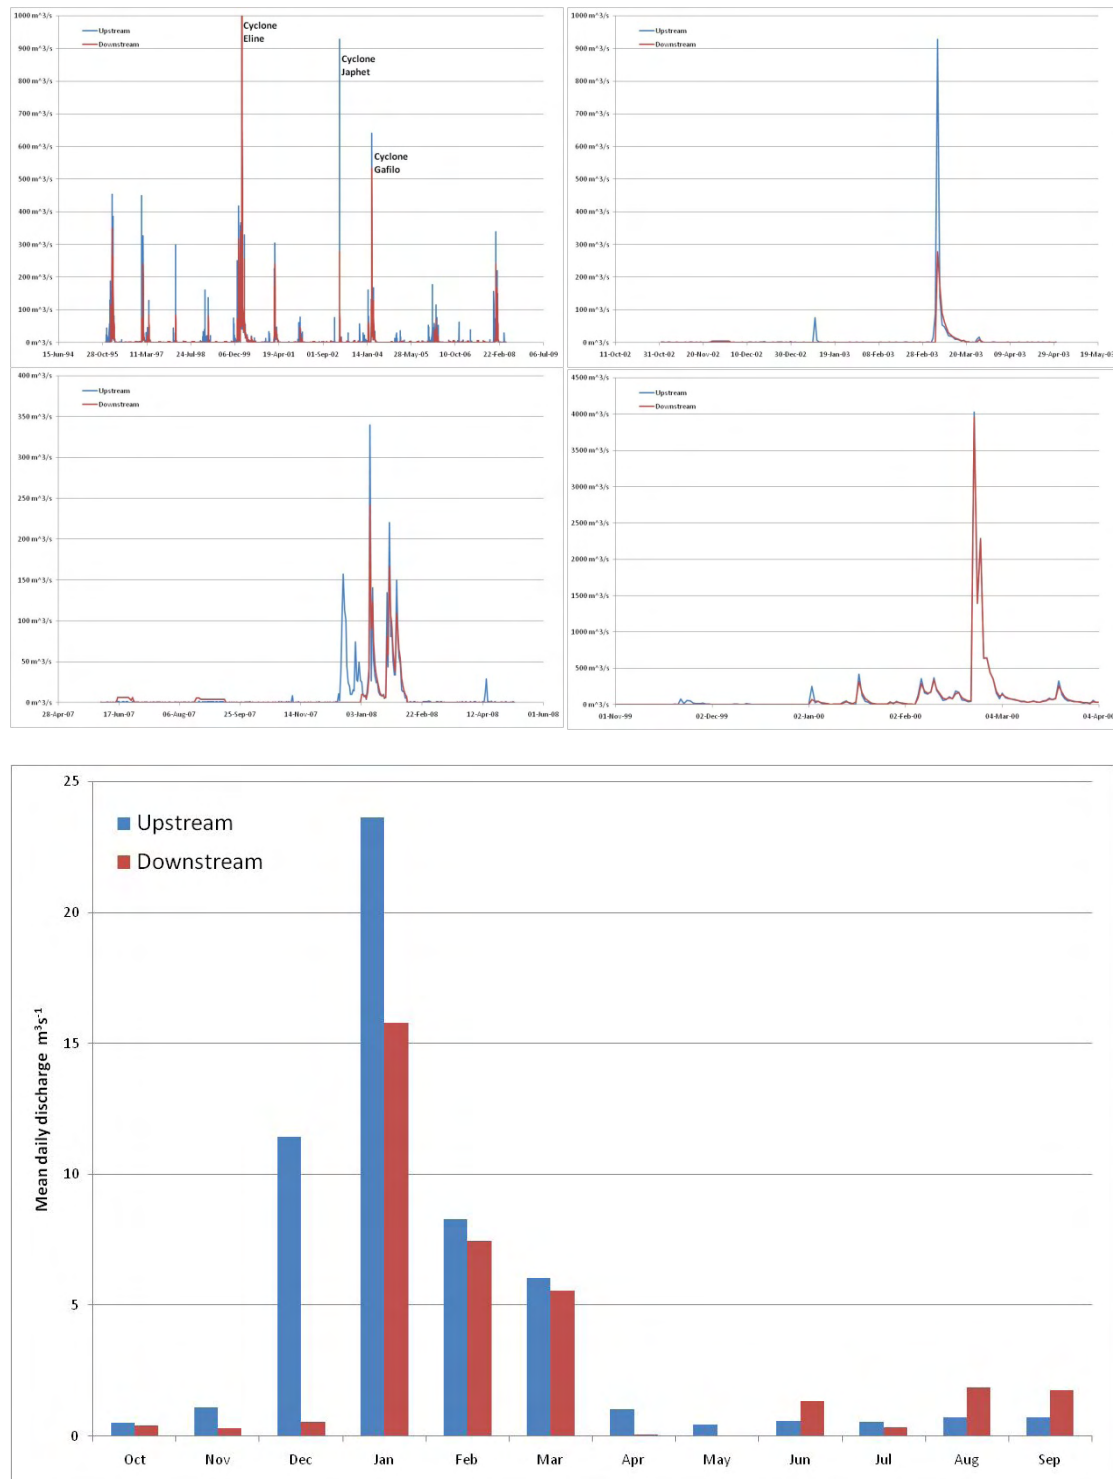 1000 m^3/s
900 m^3/s
800 m^3/s
700 m^3/s
600 m^3/s
500 m^3/s
400 m^3/s
300 m^3/s
200 m^3/s
100 m^3/s
0 m^3/s
Upstream
Downstream
Cyclone
Eline
Cyclone
Japhet
Cyclone
Gafilo
15-Jun-94 28-Oct-95 11-Mar-97 24-Jul-98 06-Dec-99 19-Apr-01 01-Sep-02 14-Jan-04 28-May-05 10-Oct-06 22-Feb-08 06-Jul-09
1000 m^3/s
900 m^3/s
800 m^3/s
700 m^3/s
600 m^3/s
500 m^3/s
400 m^3/s
300 m^3/s
200 m^3/s
100 m^3/s
0 m^3/s
Upstream
Downstream
11-Oct-02 31-Oct-02 20-Nov-02 10-Dec-02 30-Dec-02 19-Jan-03 08-Feb-03 28-Feb-03 20-Mar-03 09-Apr-03 29-Apr-03 19-May-03
400 m^3/s
350 m^3/s
300 m^3/s
250 m^3/s
200 m^3/s
150 m^3/s
100 m^3/s
50 m^3/s
0 m^3/s
Upstream
Downstream
28-Apr-07 17-Jun-07 06-Aug-07 25-Sep-07 14-Nov-07 03-Jan-08 22-Feb-08 12-Apr-08 01-Jun-08
4500 m^3/s
4000 m^3/s
3500 m^3/s
3000 m^3/s
2500 m^3/s
2000 m^3/s
1500 m^3/s
1000 m^3/s
500 m^3/s
0 m^3/s
Upstream
Downstream
01-Nov-99 02-Dec-99 02-Jan-00 02-Feb-00 04-Mar-00 04-Apr-00
25
20
15
10
5
0
Mean daily discharge m³s⁻¹
Upstream
Downstream
Oct Nov Dec Jan Feb Mar Apr May Jun Jul Aug Sep